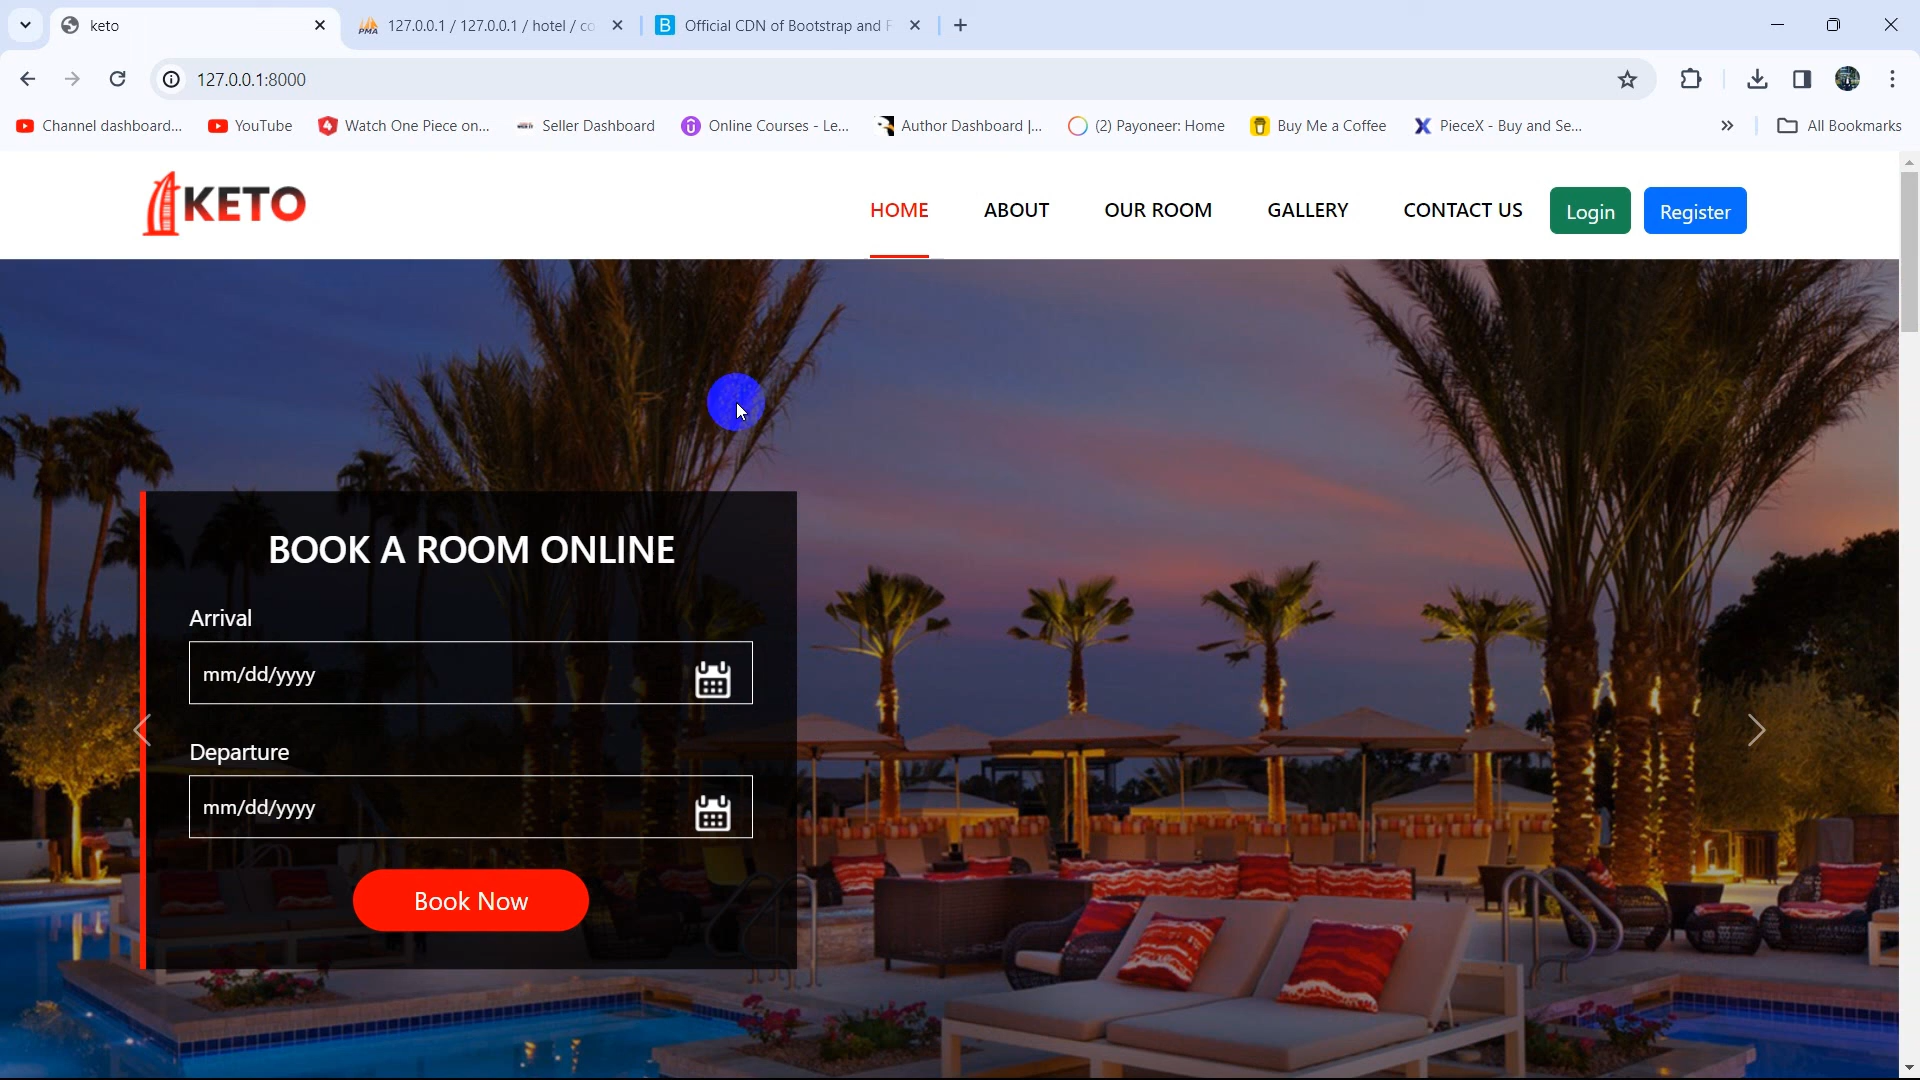 keto
PMA 127.0.0.1 / 127.0.0.1 / hotel / co
B Official CDN of Bootstrap and F
127.0.0.1:8000
Channel dashboard...
YouTube
Watch One Piece on...
Seller Dashboard
Online Courses - Le...
Author Dashboard |...
(2) Payoneer: Home
Buy Me a Coffee
PieceX - Buy and Se...
All Bookmarks
KETO
HOME
ABOUT
OUR ROOM
GALLERY
CONTACT US
Login
Register
BOOK A ROOM ONLINE
Arrival
mm/dd/yyyy
Departure
mm/dd/yyyy
Book Now